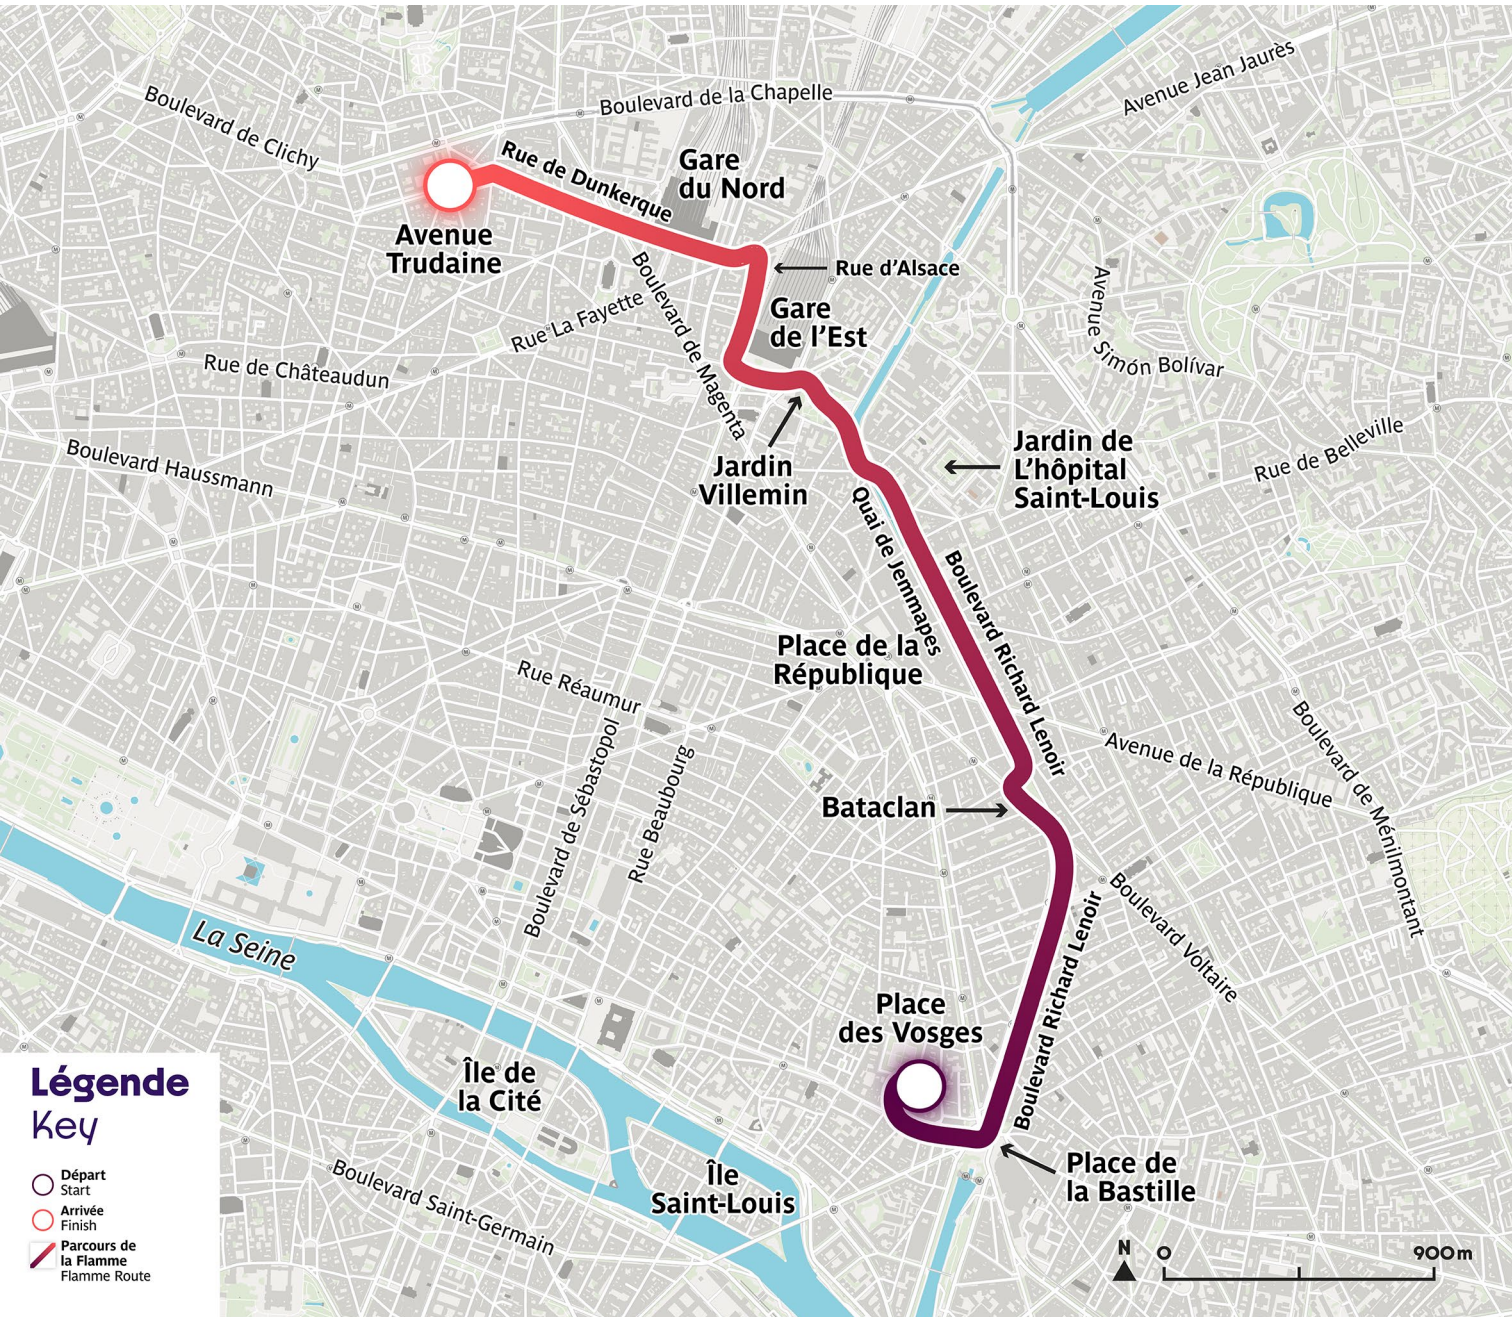 Boulevard de Clichy
Boulevard de la Chapelle
Avenue Jean Jaurès
Rue de Dunkerque
Gare
du Nord
Avenue
Trudaine
Rue d'Alsace
Boulevard de Magenta
Rue La Fayette
Gare
de l'Est
Avenue Simón Bolívar
Rue de Châteaudun
Boulevard Haussmann
Jardin
Villemin
Jardin de
L'hôpital
Saint-Louis
Rue de Belleville
Quai de Jemmapes
Boulevard Richard Lenoir
Place de la
République
Rue Réaumur
Boulevard de Sébastopol
Rue Beaubourg
Avenue de la République
Boulevard de Ménilmontant
Bataclan
Boulevard Voltaire
Boulevard Richard Lenoir
La Seine
Place
des Vosges
Île de
la Cité
Île
Saint-Louis
Boulevard Saint-Germain
Place de
la Bastille
Légende
Key
Départ
Start
Arrivée
Finish
Parcours de
la Flamme
Flamme Route
N 0 900m